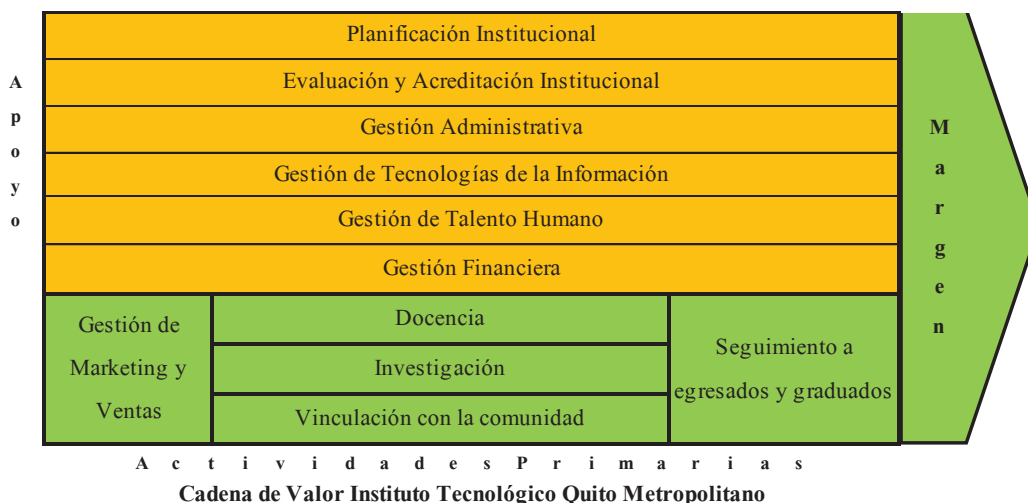 Apoyo
Planificación Institucional
Evaluación y Acreditación Institucional
Gestión Administrativa
Gestión de Tecnologías de la Información
Gestión de Talento Humano
Gestión Financiera
Gestión de
Marketing y
Ventas
Docencia
Investigación
Vinculación con la comunidad
Seguimiento a
egresados y graduados
Margen
Actividades Primarias
Cadena de Valor Instituto Tecnológico Quito Metropolitano